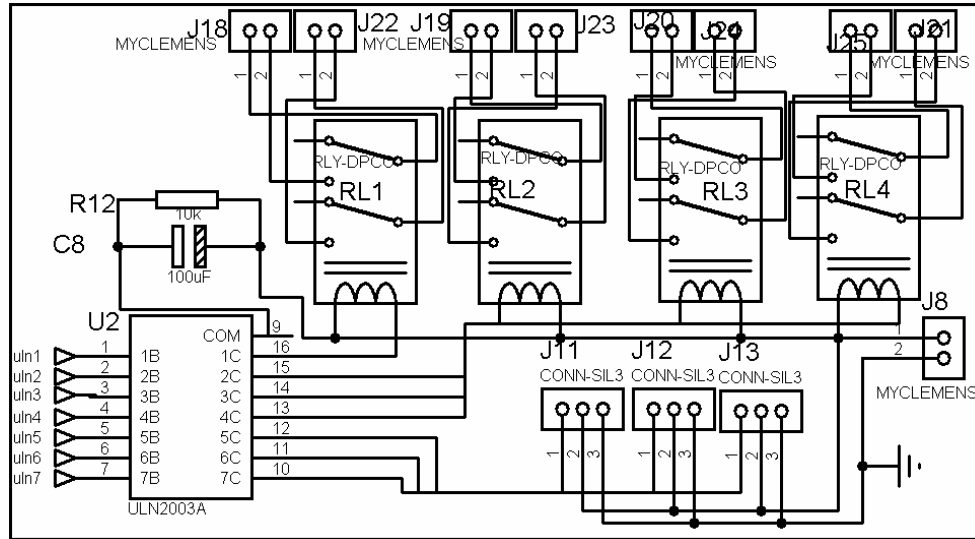 J18
J22
J19
J23
J20
J24
J25
J21
MYCLEMENS
MYCLEMENS
MYCLEMENS
MYCLEMENS
1
2
1
2
1
2
1
2
1
2
1
2
1
2
1
2
RLY-DPCO
RLY-DPCO
RLY-DPCO
RLY-DPCO
RL1
RL2
RL3
RL4
R12
10k
C8
100uF
U2
J8
COM
9
1
2
MYCLEMENS
uln1
1
1B
1C
16
uln2
2
2B
2C
15
uln3
3
3B
3C
14
uln4
4
4B
4C
13
uln5
5
5B
5C
12
uln6
6
6B
6C
11
uln7
7
7B
7C
10
ULN2003A
J11
J12
J13
CONN-SIL3
CONN-SIL3
CONN-SIL3
1
2
3
1
2
3
1
2
3